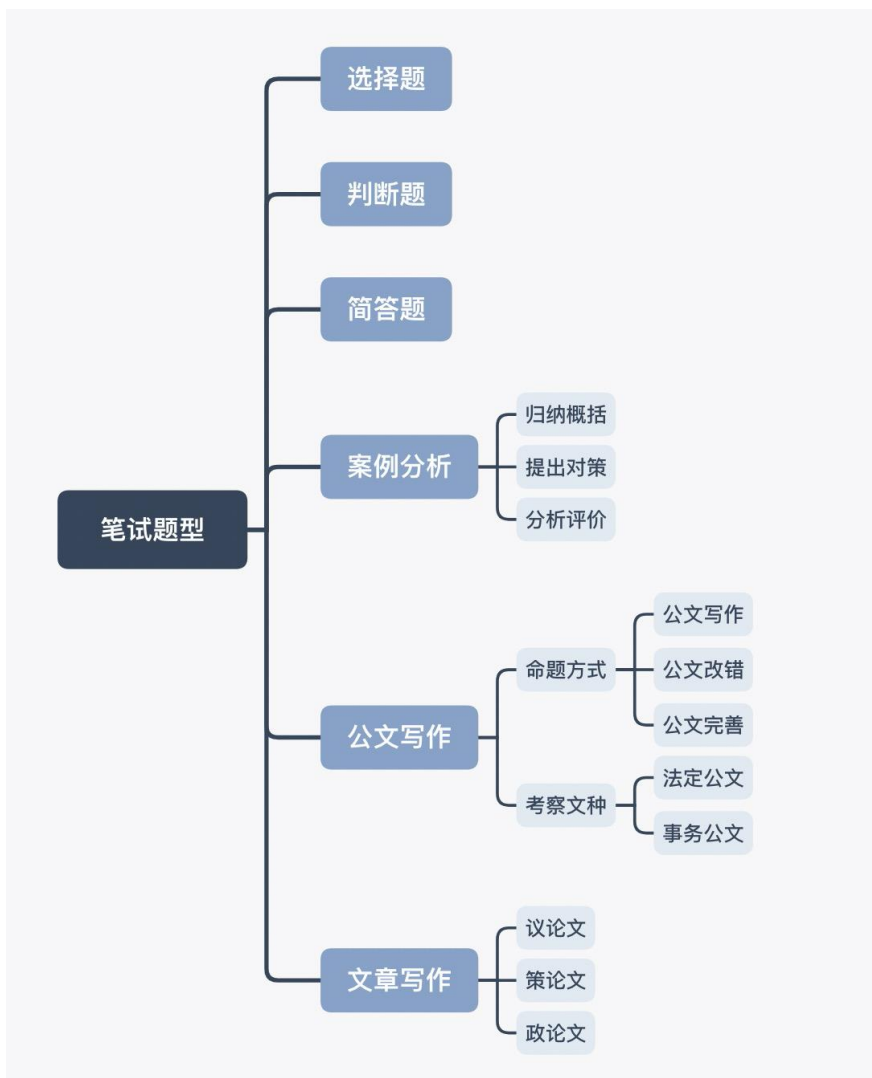 笔试题型
选择题
判断题
简答题
案例分析
归纳概括
提出对策
分析评价
公文写作
命题方式
公文写作
公文改错
公文完善
考察文种
法定公文
事务公文
文章写作
议论文
策论文
政论文